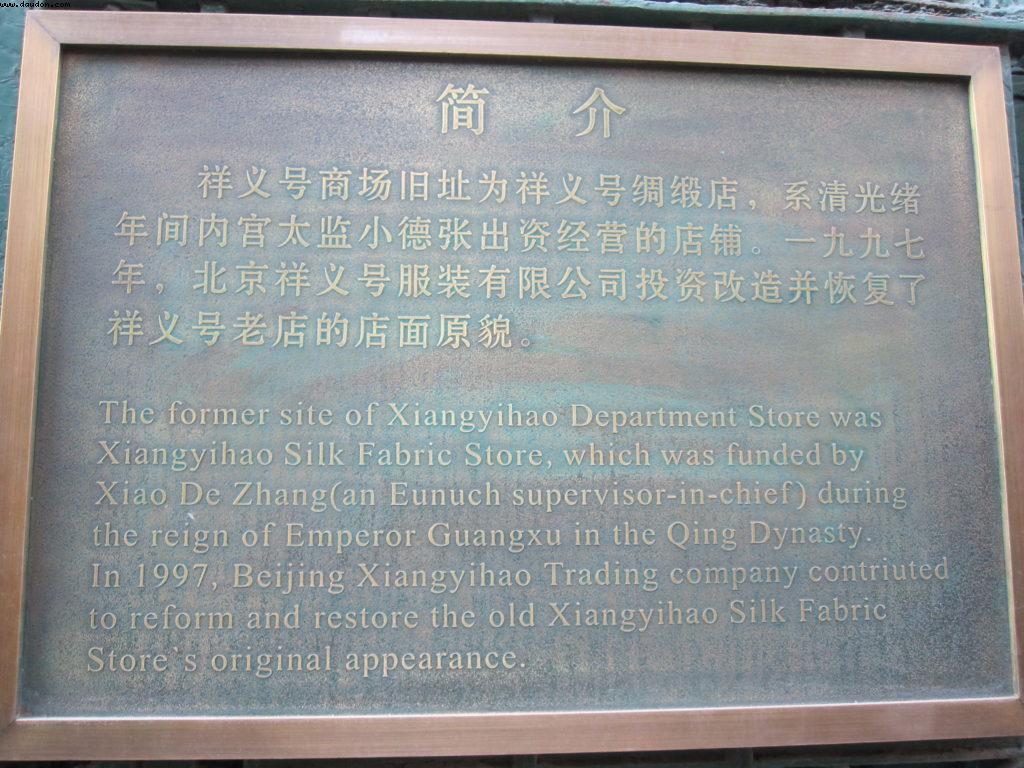 www.daudon.com
简 介
祥义号商场旧址为祥义号绸缎店，系清光绪
年间内宫太监小德张出资经营的店铺。一九九七
年，北京祥义号服装有限公司投资改造并恢复了
祥义号老店的店面原貌。
The former site of Xiangyihao Department Store was
Xiangyihao Silk Fabric Store, which was funded by
Xiao De Zhang(an Eunuch supervisor-in-chief) during
the reign of Emperor Guangxu in the Qing Dynasty.
In 1997, Beijing Xiangyihao Trading company contriuted
to reform and restore the old Xiangyihao Silk Fabric
Store`s original appearance.